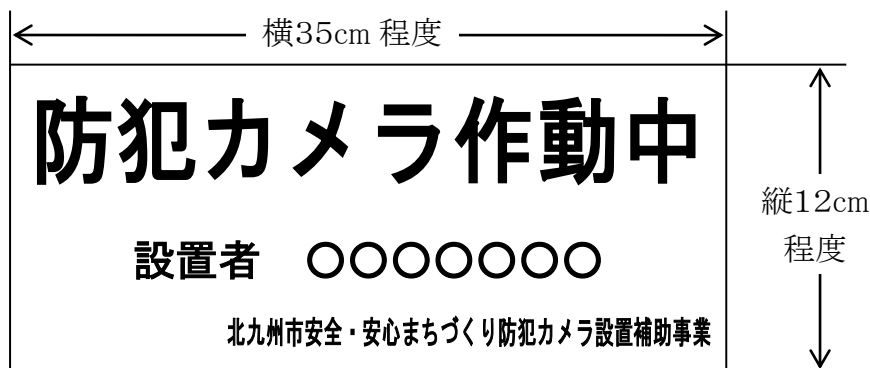 横35cm 程度
防犯カメラ作動中
縦12cm
程度
設置者　○○○○○○○
北九州市安全・安心まちづくり防犯カメラ設置補助事業